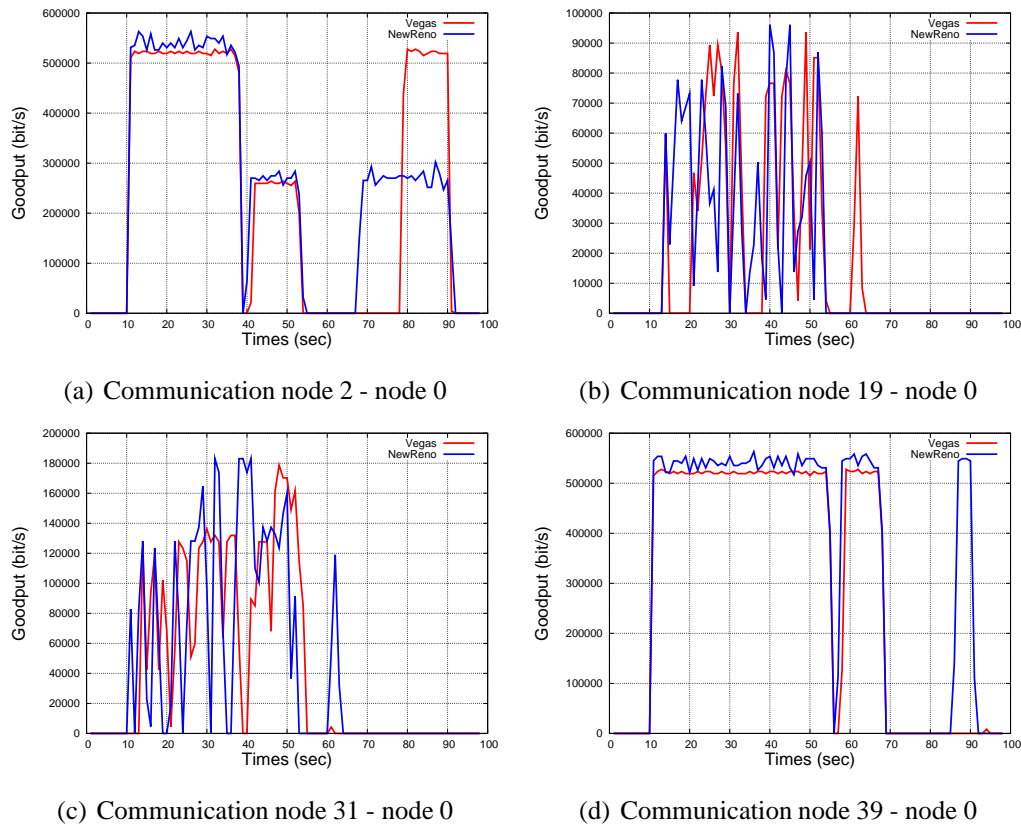 600000
500000
400000
300000
200000
100000
0
Goodput (bit/s)
0 10 20 30 40 50 60 70 80 90 100
Times (sec)
Vegas
NewReno
(a) Communication node 2 - node 0
100000
90000
80000
70000
60000
50000
40000
30000
20000
10000
0
Goodput (bit/s)
0 10 20 30 40 50 60 70 80 90 100
Times (sec)
Vegas
NewReno
(b) Communication node 19 - node 0
200000
180000
160000
140000
120000
100000
80000
60000
40000
20000
0
Goodput (bit/s)
0 10 20 30 40 50 60 70 80 90 100
Times (sec)
Vegas
NewReno
(c) Communication node 31 - node 0
600000
500000
400000
300000
200000
100000
0
Goodput (bit/s)
0 10 20 30 40 50 60 70 80 90 100
Times (sec)
Vegas
NewReno
(d) Communication node 39 - node 0